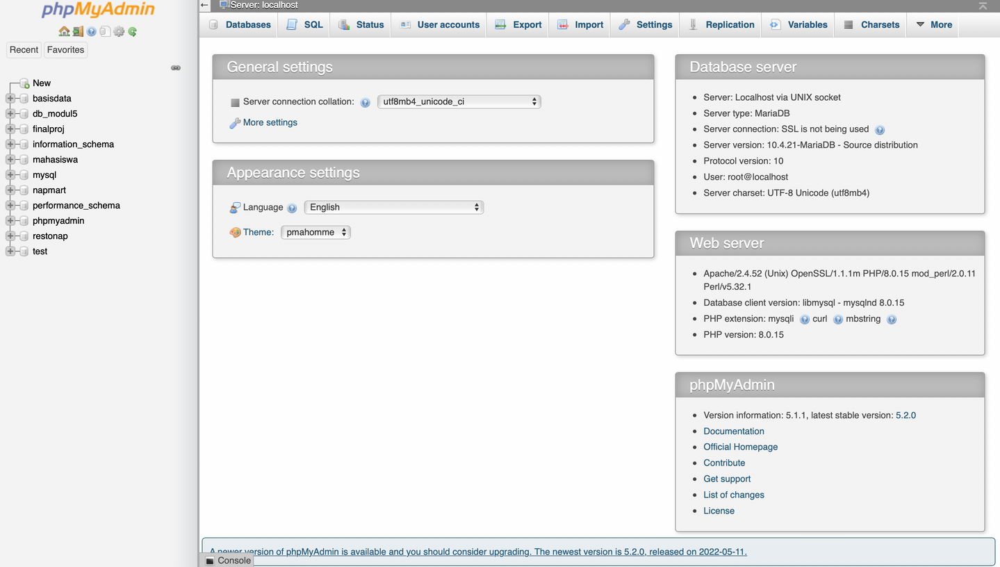 phpMyAdmin
Recent
Favorites
New
basisdata
db_modul5
finalproj
information_schema
mahasiswa
mysql
napmart
performance_schema
phpmyadmin
restonap
test
Server: localhost
Databases
SQL
Status
User accounts
Export
Import
Settings
Replication
Variables
Charsets
More
General settings
Server connection collation:
utf8mb4_unicode_ci
More settings
Appearance settings
Language
English
Theme:
pmahomme
Database server
Server: Localhost via UNIX socket
Server type: MariaDB
Server connection: SSL is not being used
Server version: 10.4.21-MariaDB - Source distribution
Protocol version: 10
User: root@localhost
Server charset: UTF-8 Unicode (utf8mb4)
Web server
Apache/2.4.52 (Unix) OpenSSL/1.1.1m PHP/8.0.15 mod_perl/2.0.11
Perl/v5.32.1
Database client version: libmysql - mysqlnd 8.0.15
PHP extension: mysqli curl mbstring
PHP version: 8.0.15
phpMyAdmin
Version information: 5.1.1, latest stable version: 5.2.0
Documentation
Official Homepage
Contribute
Get support
List of changes
License
A newer version of phpMyAdmin is available and you should consider upgrading. The newest version is 5.2.0, released on 2022-05-11.
Console